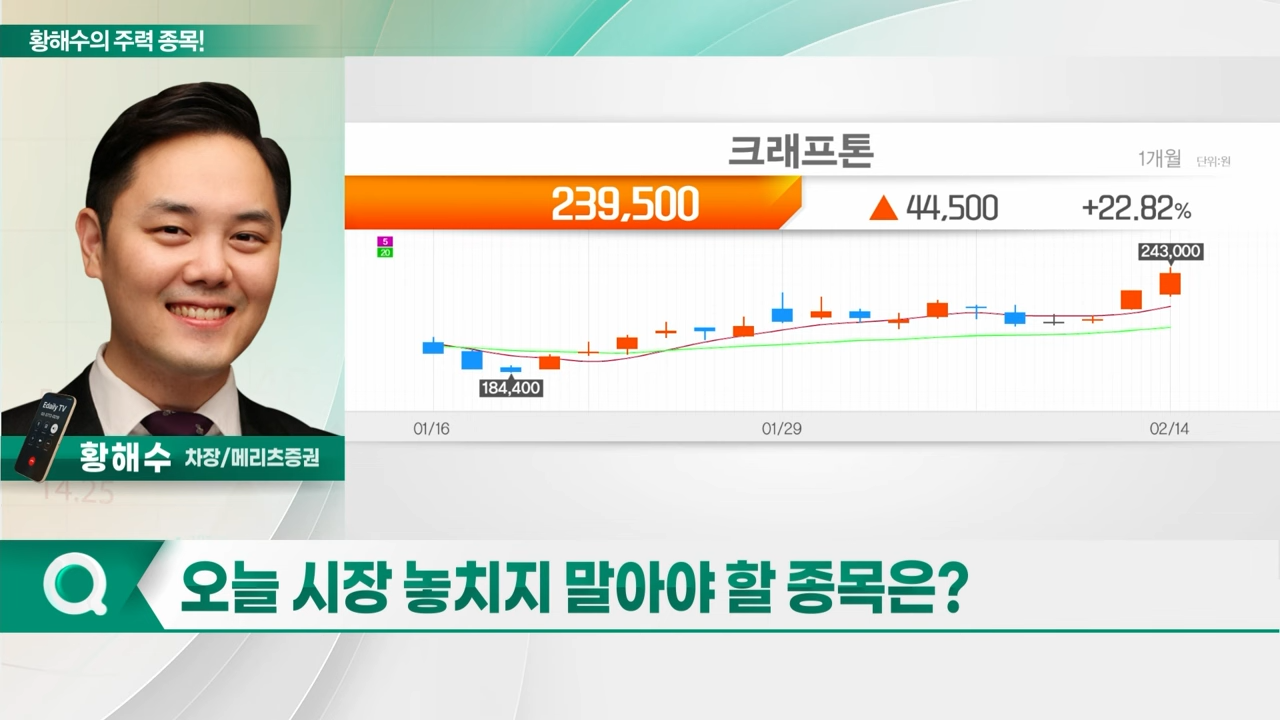 황해수의 주력 종목!
크래프톤
1개월 단위:원
239,500 ▲ 44,500 +22.82%
5
20
243,000
184,400
01/16 01/29 02/14
Edaily TV
황해수 차장/메리츠증권
14.25
오늘 시장 놓치지 말아야 할 종목은?